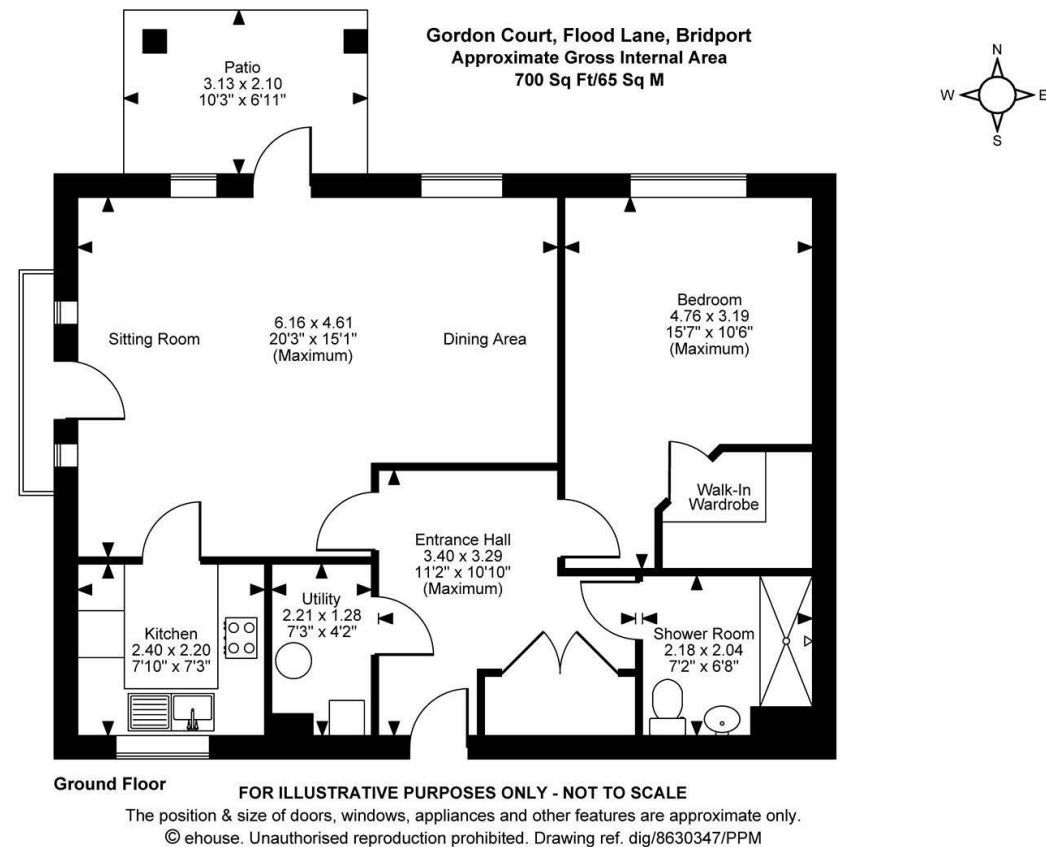 Gordon Court, Flood Lane, Bridport
Approximate Gross Internal Area
700 Sq Ft/65 Sq M
N
W
E
S
Patio
3.13 x 2.10
10'3" x 6'11"
Sitting Room
6.16 x 4.61
20'3" x 15'1"
(Maximum)
Dining Area
Bedroom
4.76 x 3.19
15'7" x 10'6"
(Maximum)
Walk-In
Wardrobe
Entrance Hall
3.40 x 3.29
11'2" x 10'10"
(Maximum)
Kitchen
2.40 x 2.20
7'10" x 7'3"
Utility
2.21 x 1.28
7'3" x 4'2"
Shower Room
2.18 x 2.04
7'2" x 6'8"
Ground Floor
FOR ILLUSTRATIVE PURPOSES ONLY - NOT TO SCALE
The position & size of doors, windows, appliances and other features are approximate only.
© ehouse. Unauthorised reproduction prohibited. Drawing ref. dig/8630347/PPM